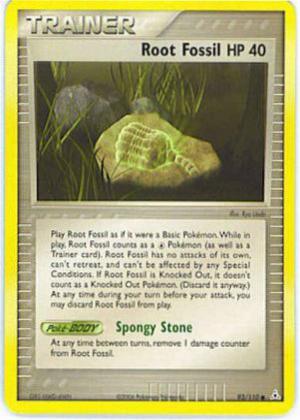 TRAINER
Root Fossil HP 40
Illus. Ryo Ueda
Play Root Fossil as if it were a Basic Pokémon. While in
play, Root Fossil counts as a Pokémon (as well as a
Trainer card). Root Fossil has no attacks of its own,
can't retreat, and can't be affected by any Special
Conditions. If Root Fossil is Knocked Out, it doesn't
count as a Knocked Out Pokémon. (Discard it anyway.)
At any time during your turn before your attack, you
may discard Root Fossil from play.
Poké-BODY Spongy Stone
At any time between turns, remove 1 damage counter
from Root Fossil.